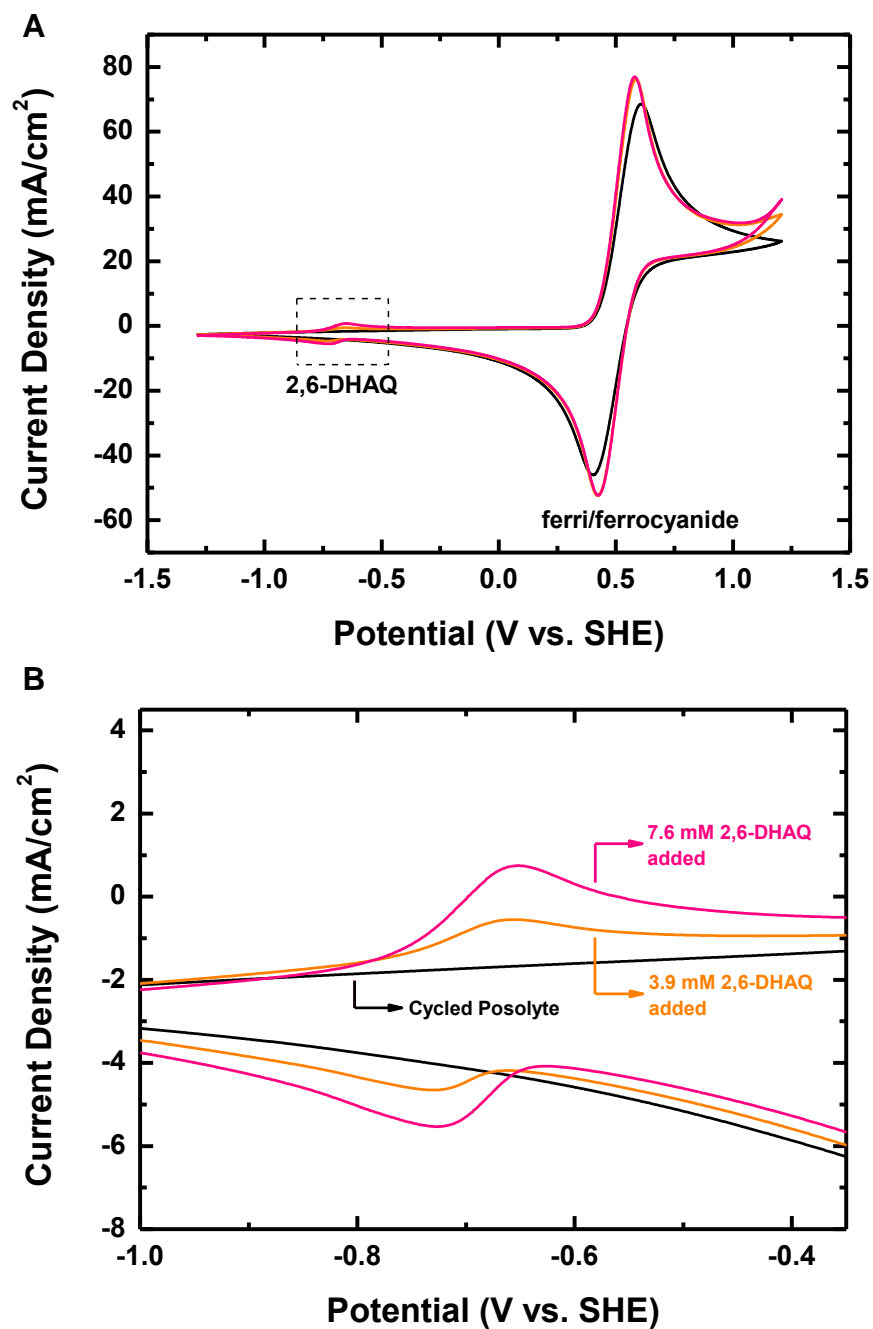 A
80
60
40
20
0
-20
-40
-60
Current Density (mA/cm²)
2,6-DHAQ
ferri/ferrocyanide
-1.5 -1.0 -0.5 0.0 0.5 1.0 1.5
Potential (V vs. SHE)
B
4
2
0
-2
-4
-6
-8
Current Density (mA/cm²)
7.6 mM 2,6-DHAQ
added
Cycled Posolyte
3.9 mM 2,6-DHAQ
added
-1.0 -0.8 -0.6 -0.4
Potential (V vs. SHE)